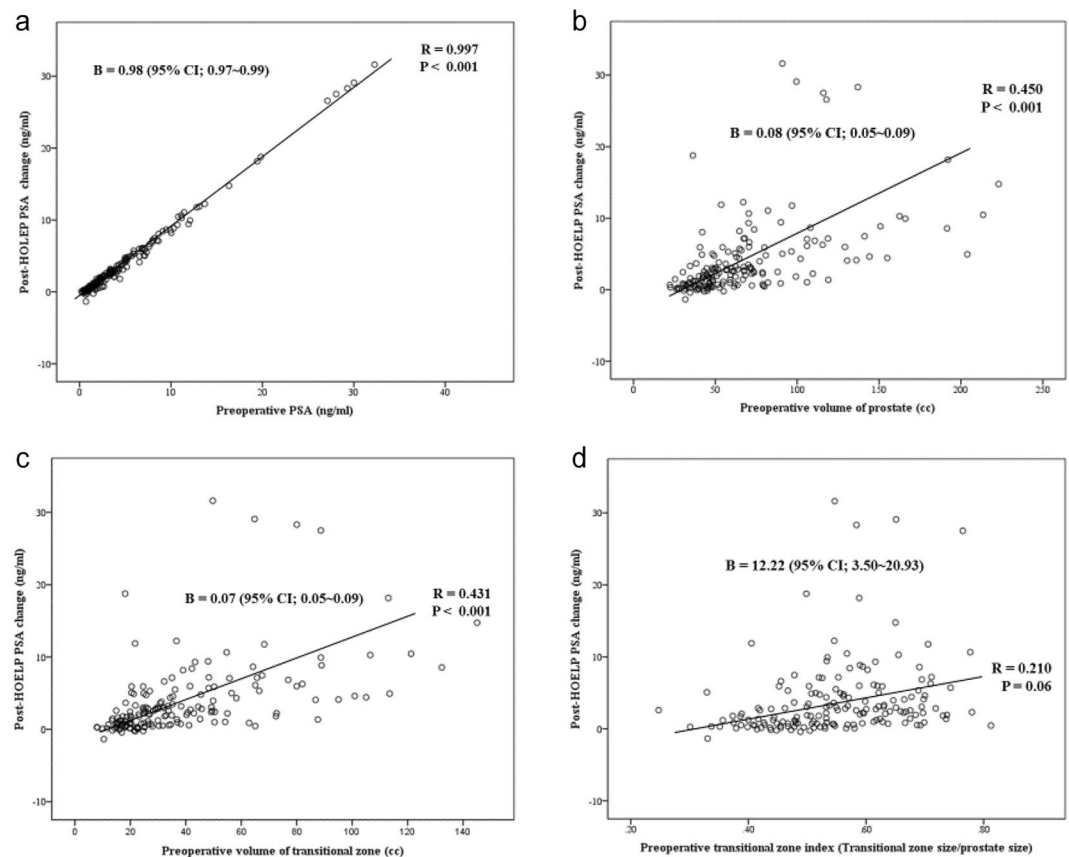 a
R = 0.997
P < 0.001
B = 0.98 (95% CI; 0.97~0.99)
30
20
10
0
-10
Post-HOLEP PSA change (ng/ml)
0 10 20 30 40
Preoperative PSA (ng/ml)
b
R = 0.450
P < 0.001
B = 0.08 (95% CI; 0.05~0.09)
30
20
10
0
-10
Post-HOELP PSA change (ng/ml)
0 50 100 150 200 250
Preoperative volume of prostate (cc)
c
R = 0.431
P < 0.001
B = 0.07 (95% CI; 0.05~0.09)
30
20
10
0
-10
Post-HOELP PSA change (ng/ml)
0 20 40 60 80 100 120 140
Preoperative volume of transitional zone (cc)
d
B = 12.22 (95% CI; 3.50~20.93)
R = 0.210
P = 0.06
30
20
10
0
-10
Post-HOELP PSA change (ng/ml)
.20 .40 .60 .80
Preoperative transitional zone index (Transitional zone size/prostate size)